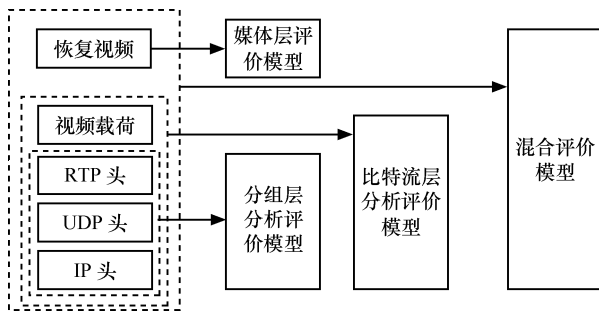 恢复视频
媒体层评
价模型
视频载荷
RTP 头
UDP 头
IP 头
分组层
分析评
价模型
比特流层
分析评价
模型
混合评价
模型